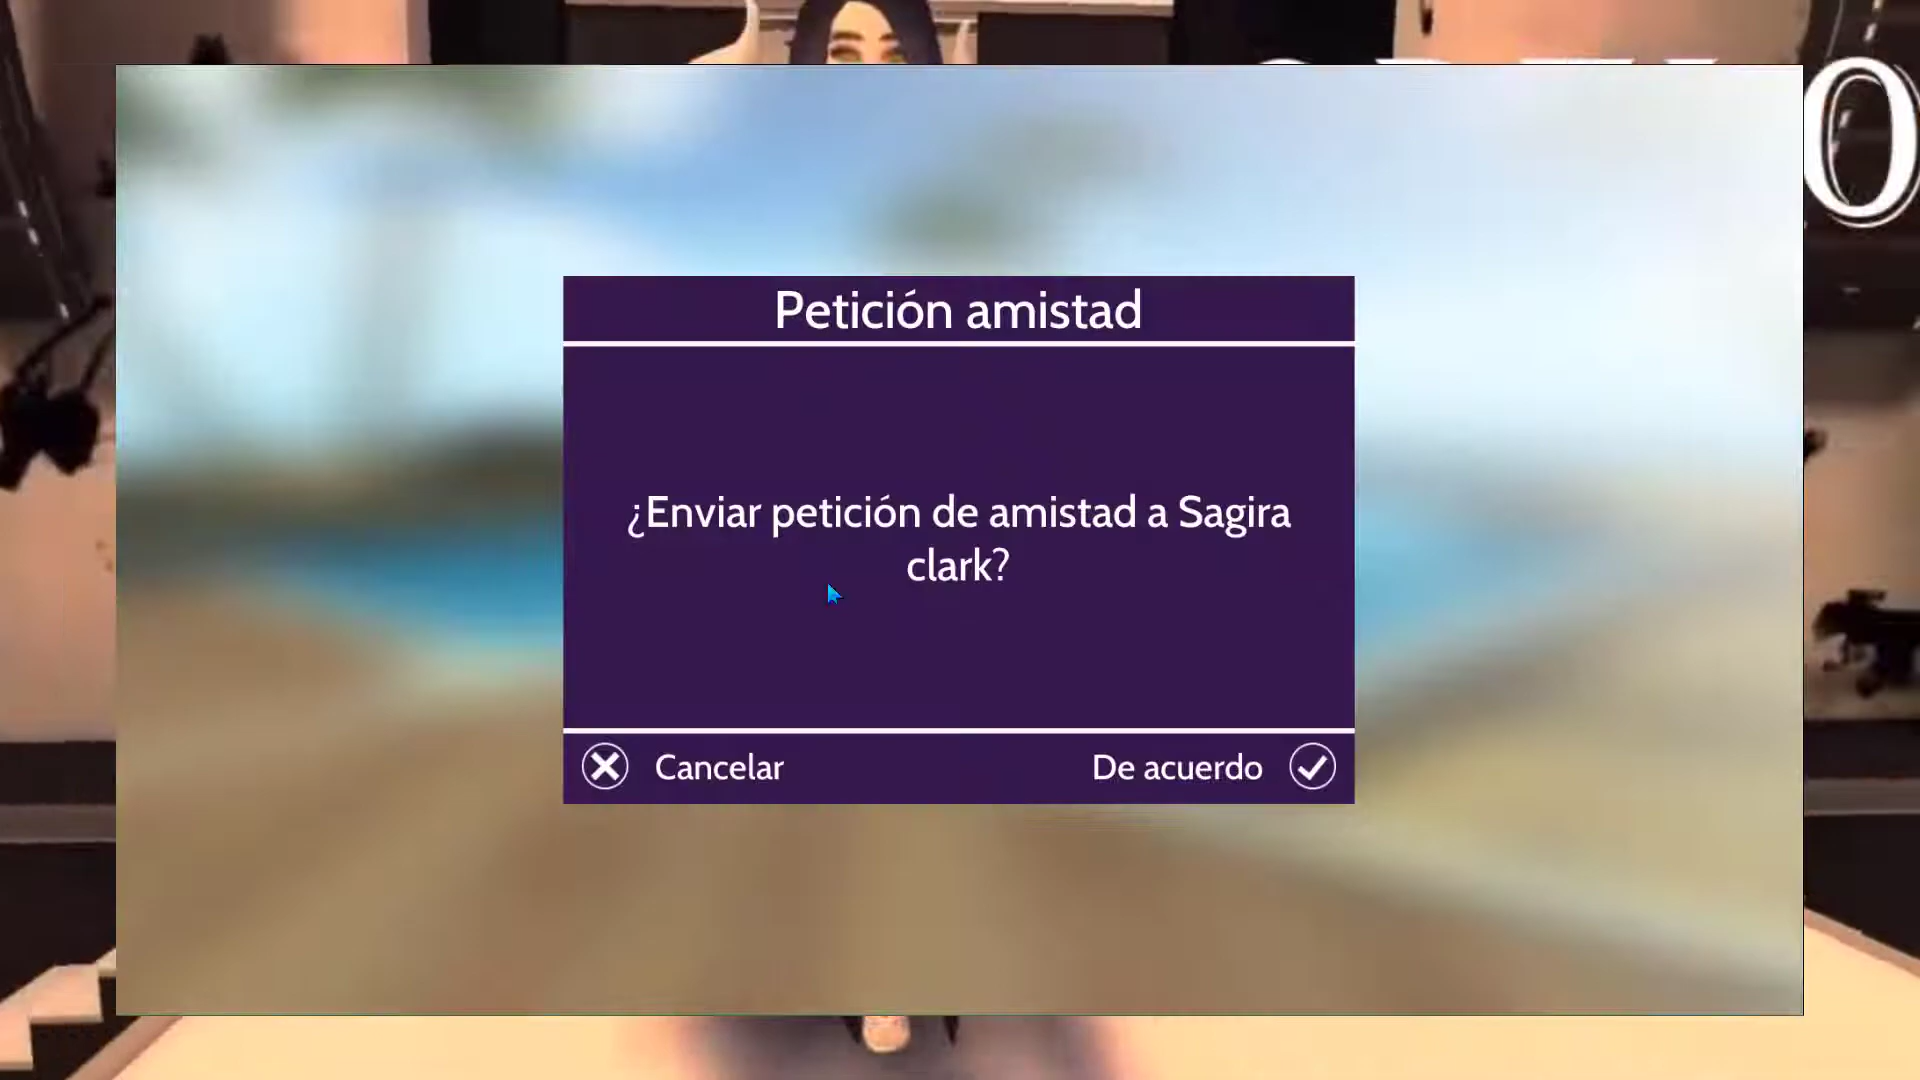 Petición amistad
¿Enviar petición de amistad a Sagira
clark?
Cancelar
De acuerdo